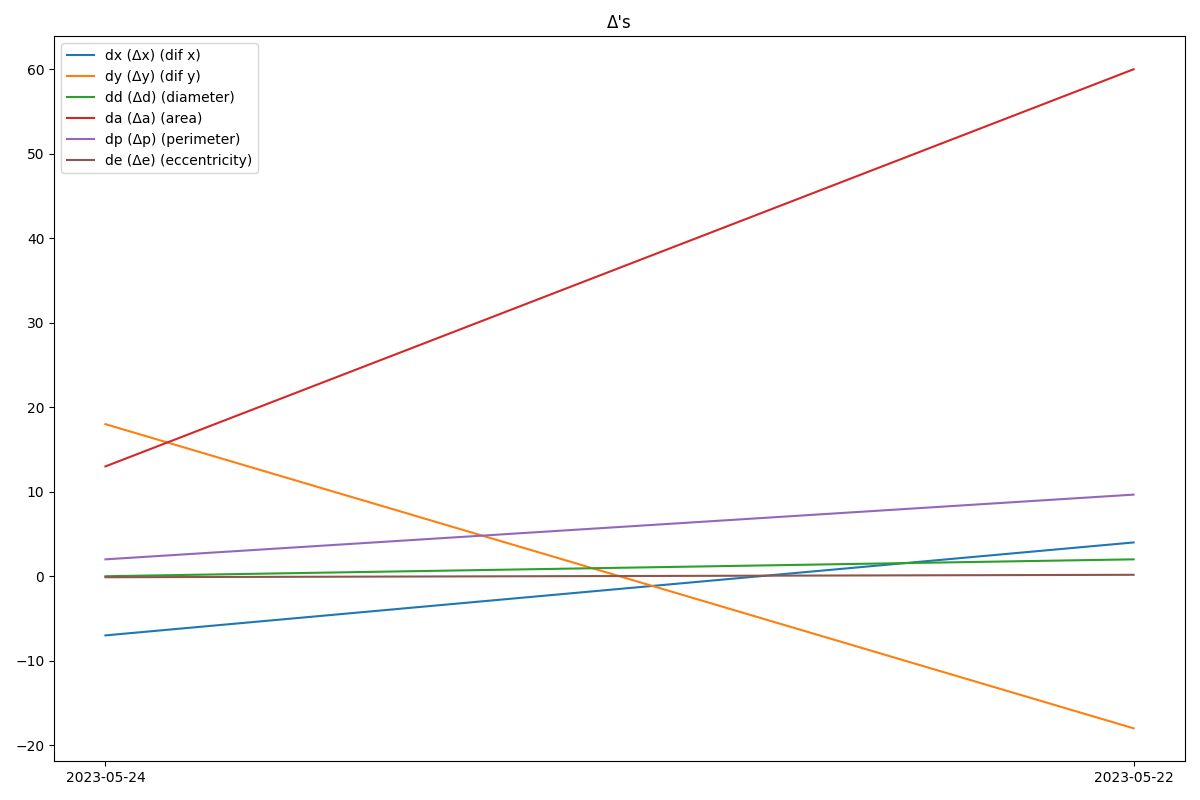 Δ's
dx (Δx) (dif x)
dy (Δy) (dif y)
dd (Δd) (diameter)
da (Δa) (area)
dp (Δp) (perimeter)
de (Δe) (eccentricity)
60
50
40
30
20
10
0
−10
−20
2023-05-24
2023-05-22